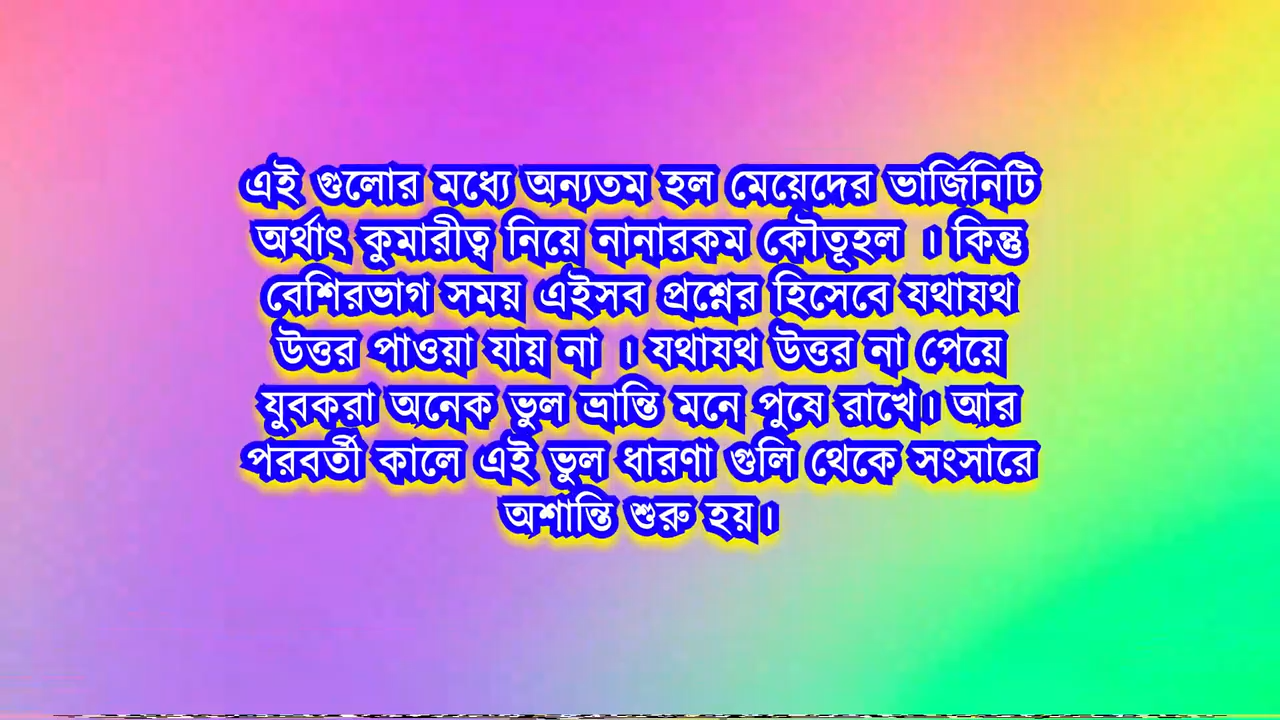 এই গুলোর মধ্যে অন্যতম হল মেয়েদের ভার্জিনিটি
অর্থাৎ কুমারীত্ব নিয়ে নানারকম কৌতূহল । কিন্তু
বেশিরভাগ সময় এইসব প্রশ্নের হিসেবে যথাযথ
উত্তর পাওয়া যায় না । যথাযথ উত্তর না পেয়ে
যুবকরা অনেক ভুল ভ্রান্তি মনে পুষে রাখে। আর
পরবর্তী কালে এই ভুল ধারণা গুলি থেকে সংসারে
অশান্তি শুরু হয়।